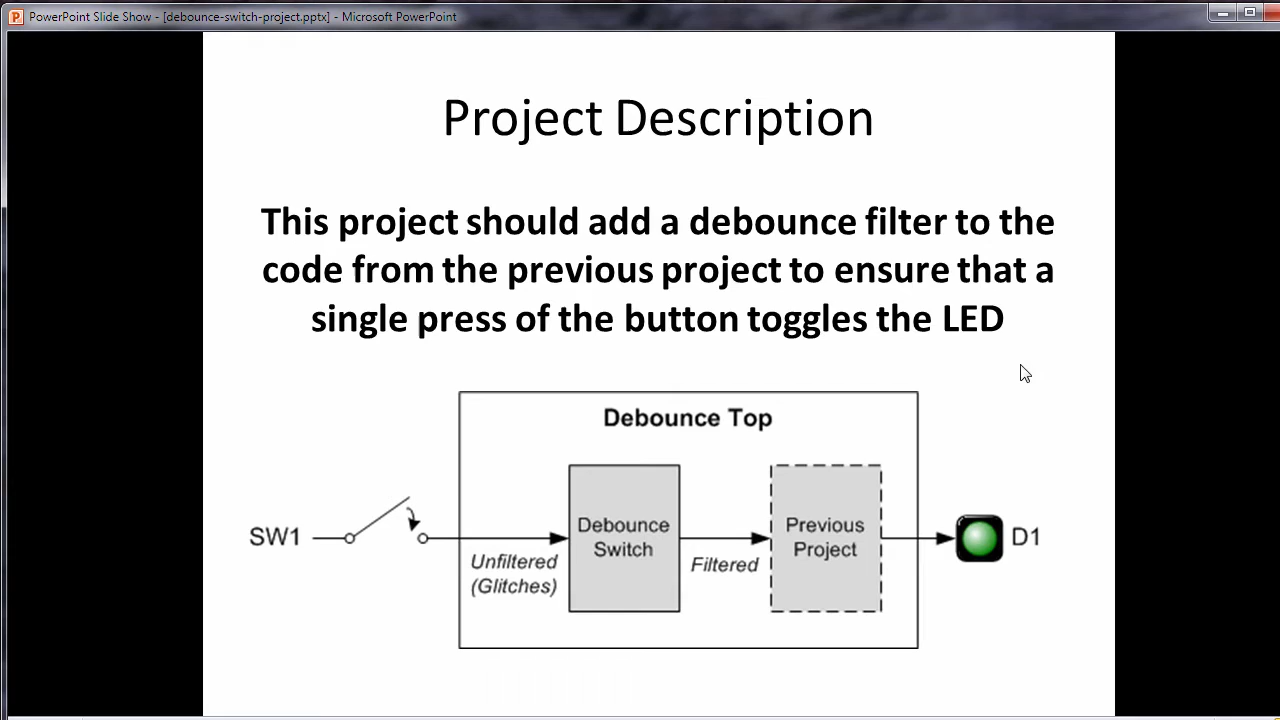 PowerPoint Slide Show - [debounce-switch-project.pptx] - Microsoft PowerPoint
Project Description
This project should add a debounce filter to the
code from the previous project to ensure that a
single press of the button toggles the LED
Debounce Top
SW1
Unfiltered
(Glitches)
Debounce
Switch
Filtered
Previous
Project
D1